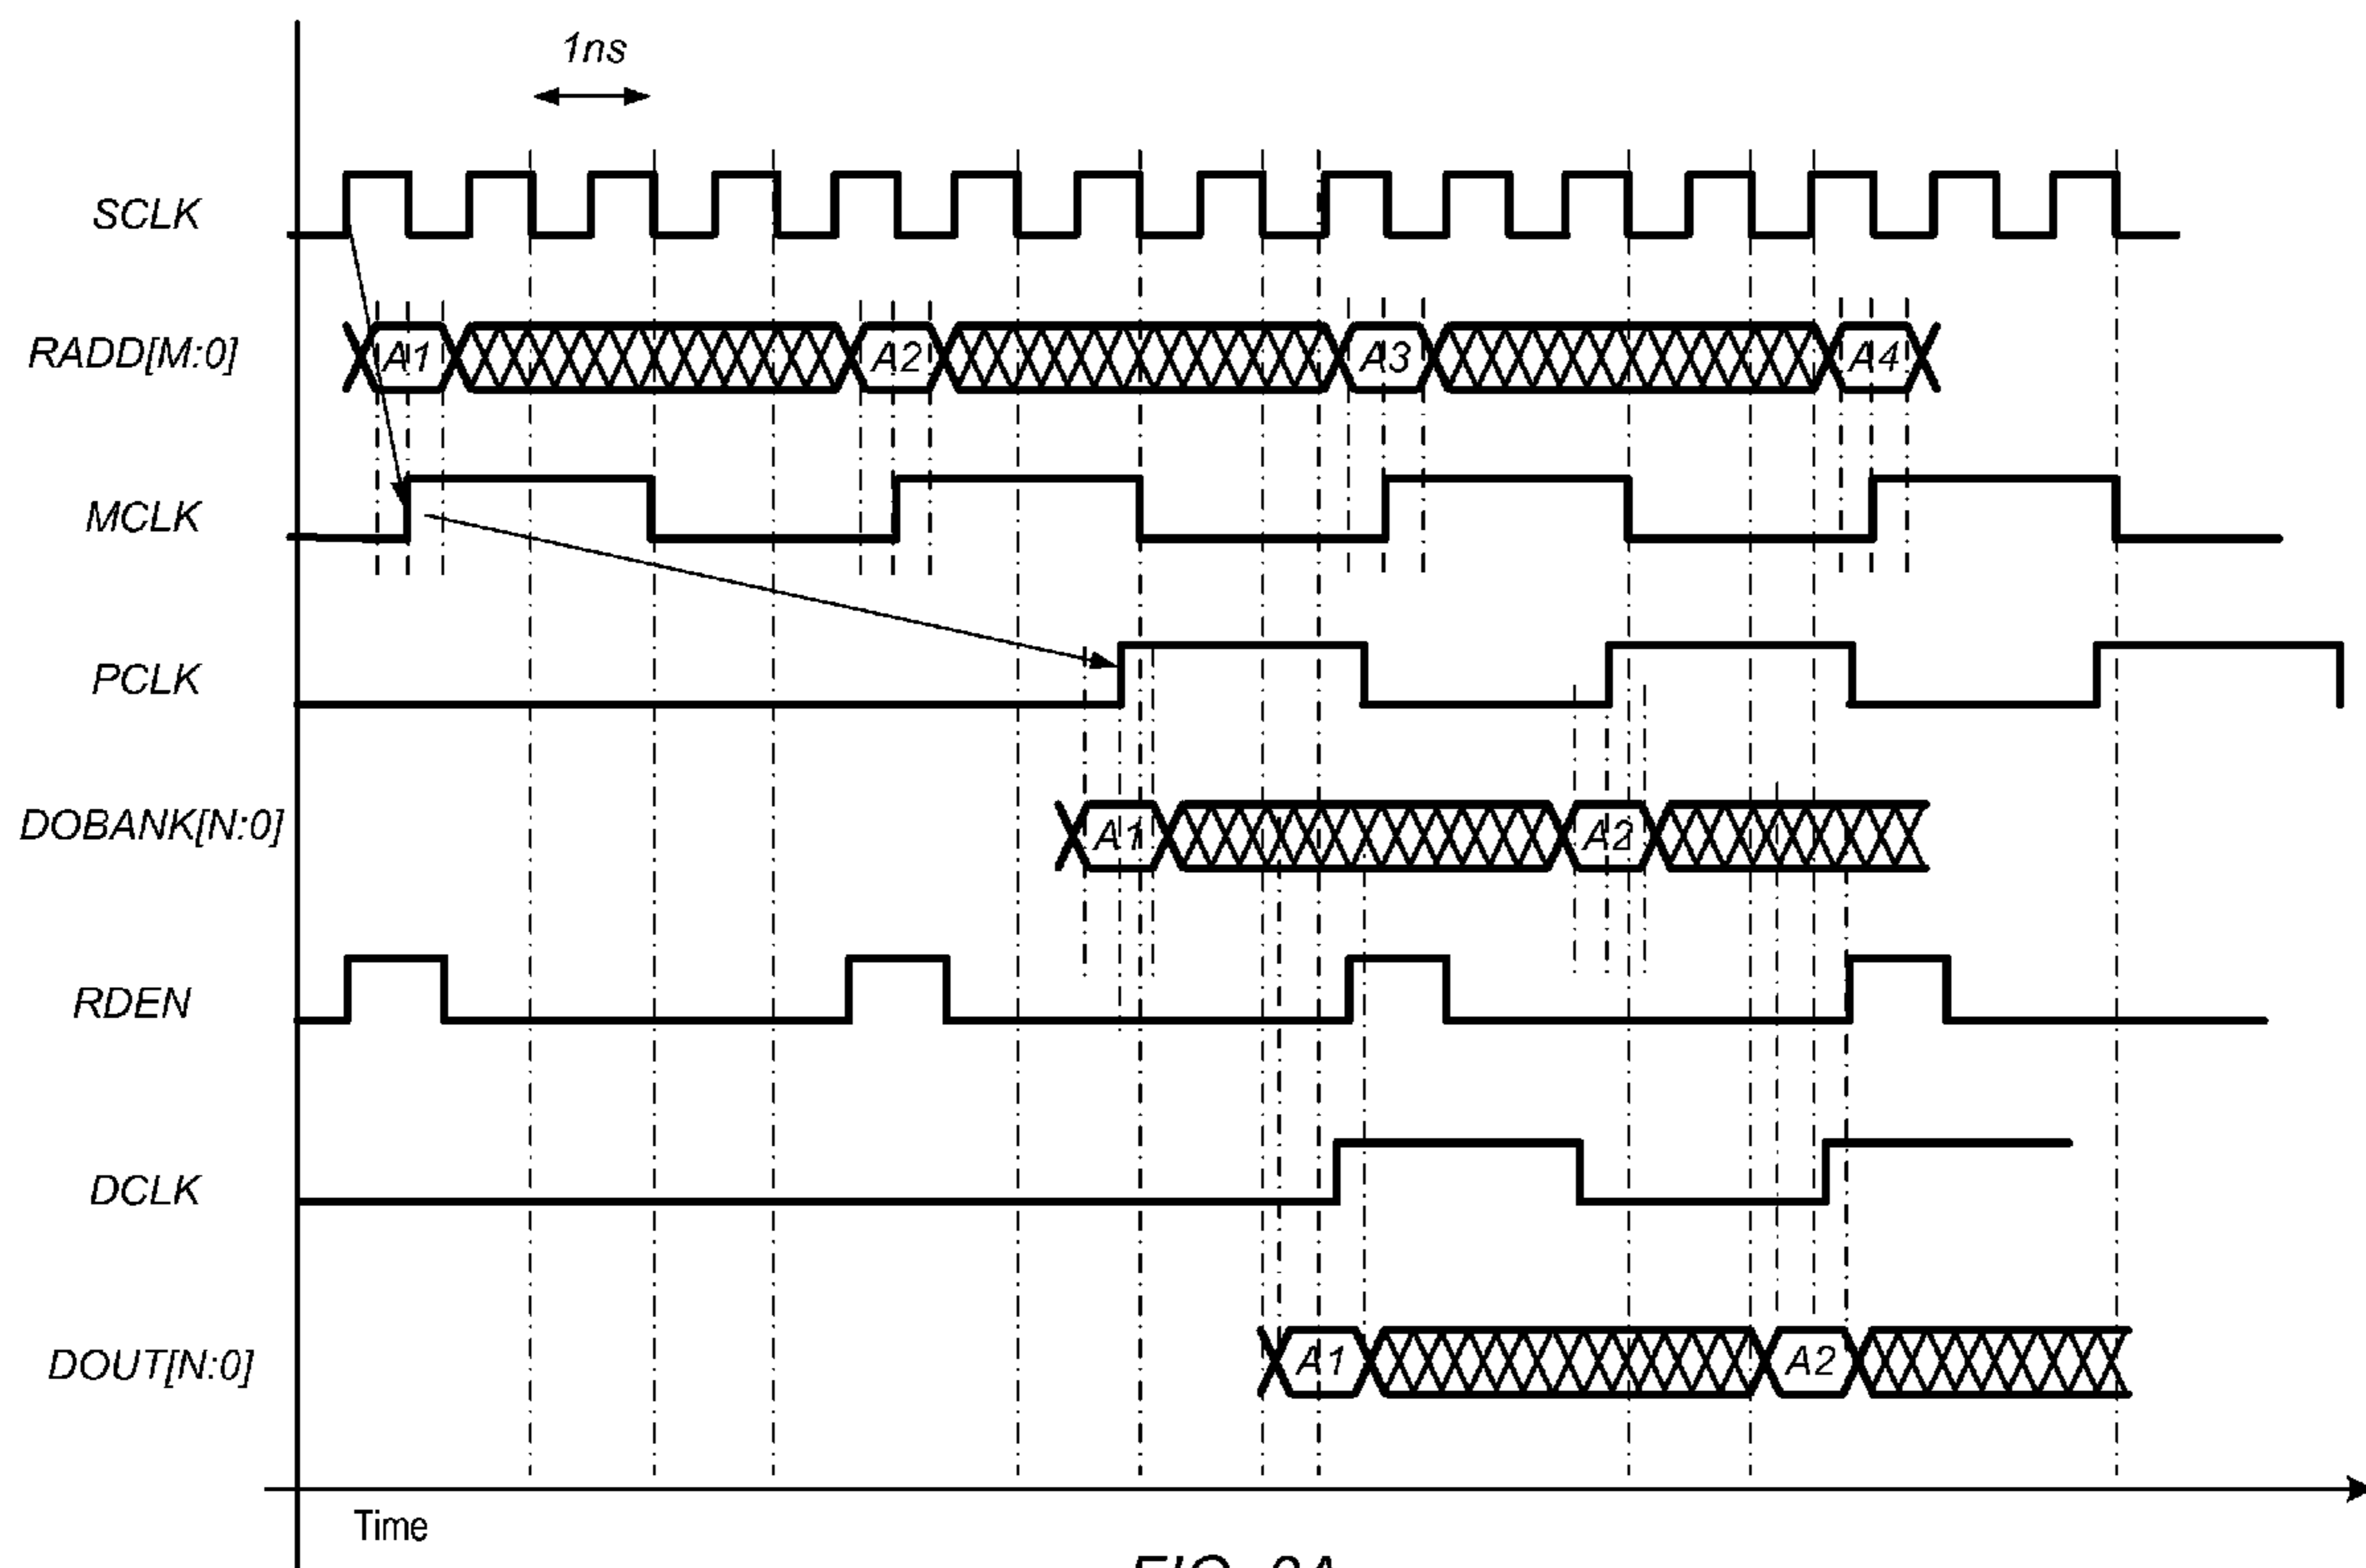 1ns
SCLK
RADD[M:0]
A1 A2 A3 A4
MCLK
PCLK
DOBANK[N:0]
A1 A2
RDEN
DCLK
DOUT[N:0]
A1 A2
Time